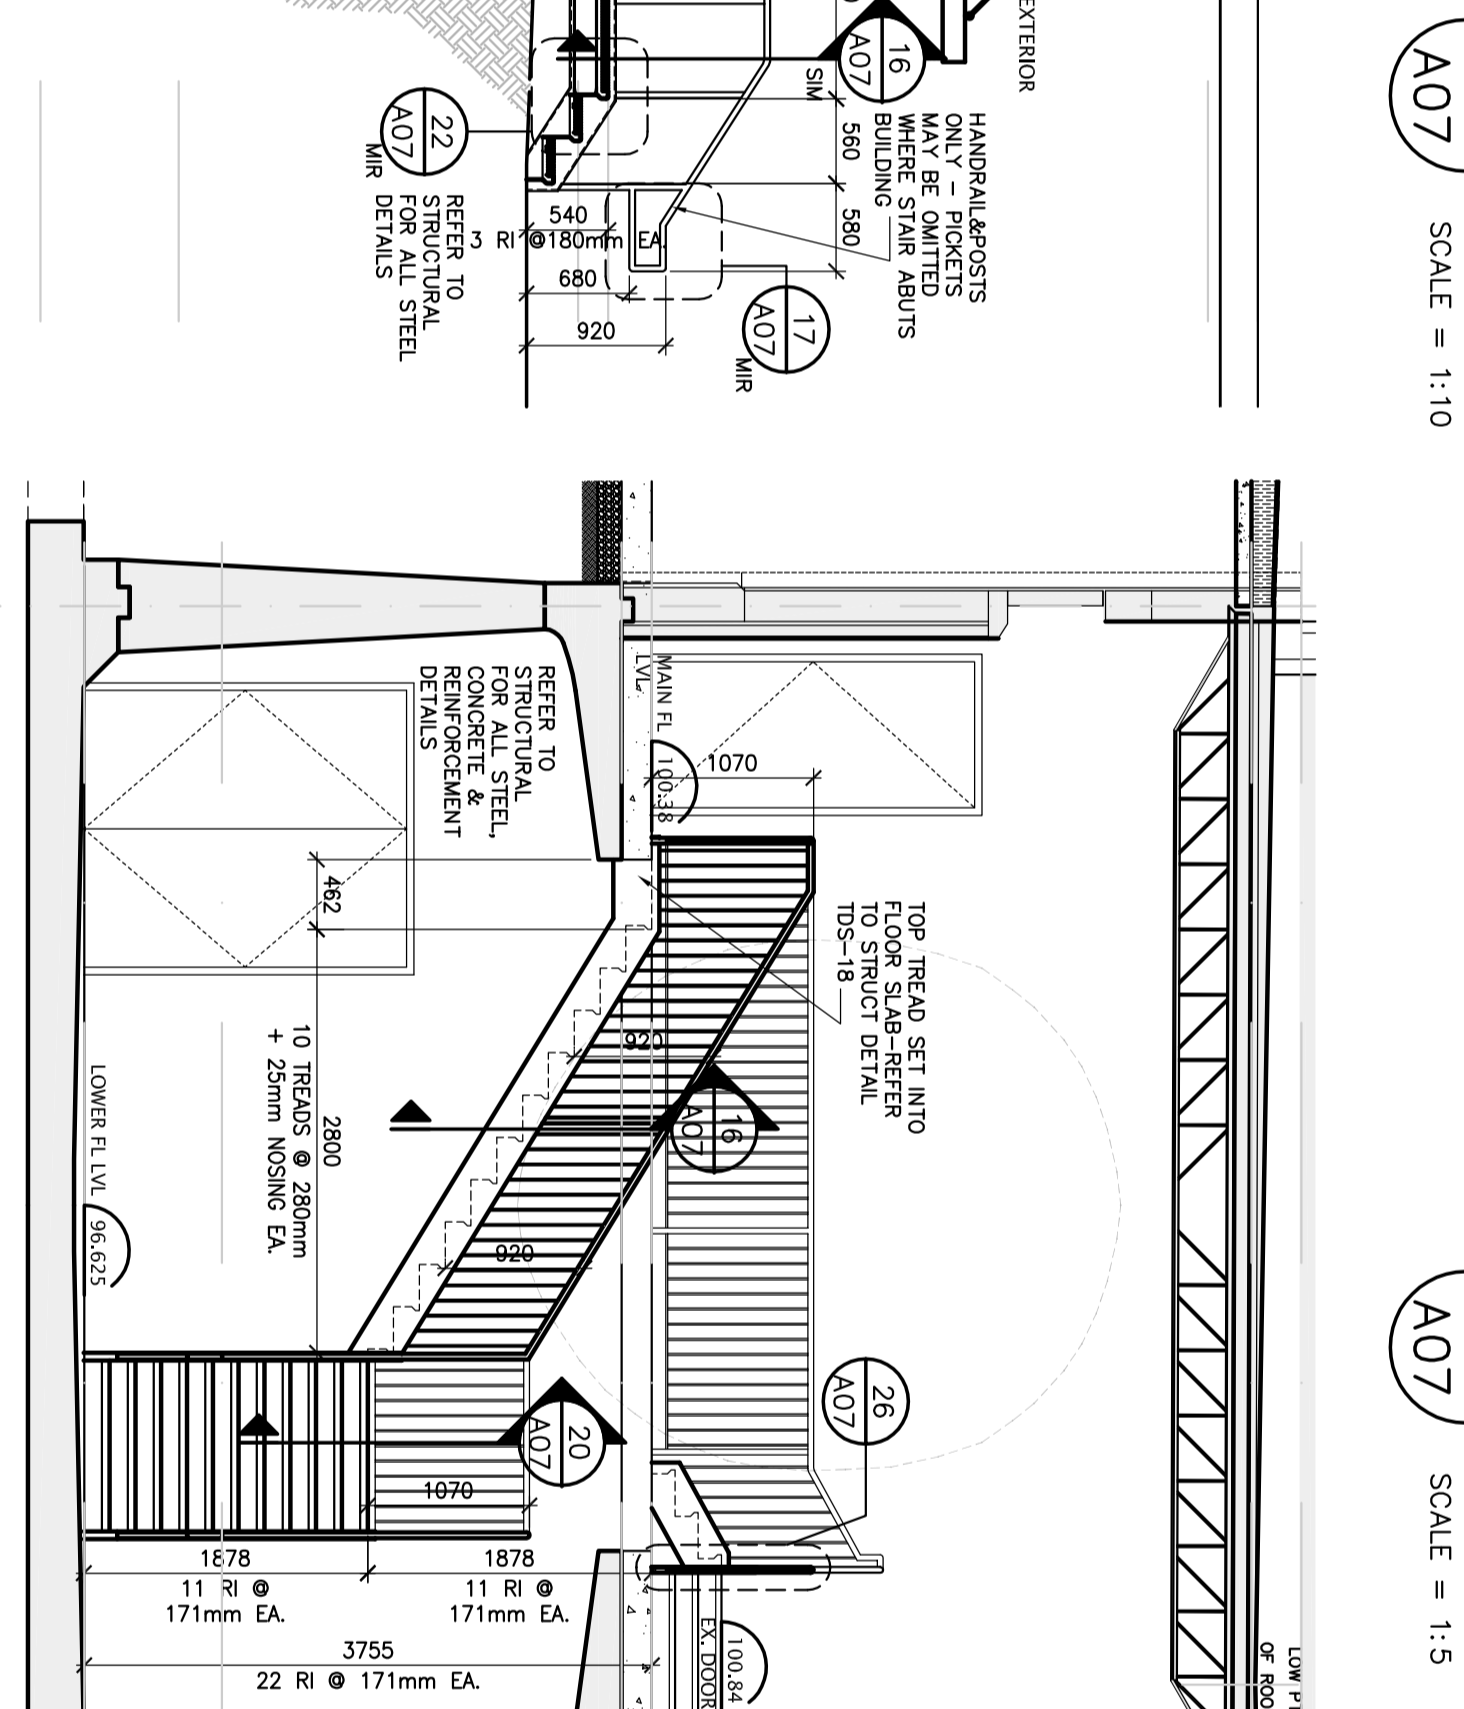 EXTERIOR
16
A07
SIM
HANDRAIL&POSTS
ONLY – PICKETS
MAY BE OMITTED
WHERE STAIR ABUTS
BUILDING
560
580
22
A07
MIR
REFER TO
STRUCTURAL
FOR ALL STEEL
DETAILS
540
3 RI @180mm EA.
680
920
17
A07
MIR
A07
SCALE = 1:10
REFER TO
STRUCTURAL
FOR ALL STEEL,
CONCRETE &
REINFORCEMENT
DETAILS
MAIN FL
LVL
100.38
1070
462
TOP TREAD SET INTO
FLOOR SLAB–REFER
TO STRUCT DETAIL
TDS–18
920
16
A07
2800
10 TREADS @ 280mm
+ 25mm NOSING EA.
LOWER FL LVL
96.625
920
26
A07
20
A07
1070
1878
11 RI @
171mm EA.
1878
11 RI @
171mm EA.
3755
22 RI @ 171mm EA.
EX. DOOR
100.84
A07
SCALE = 1:5
OF ROO